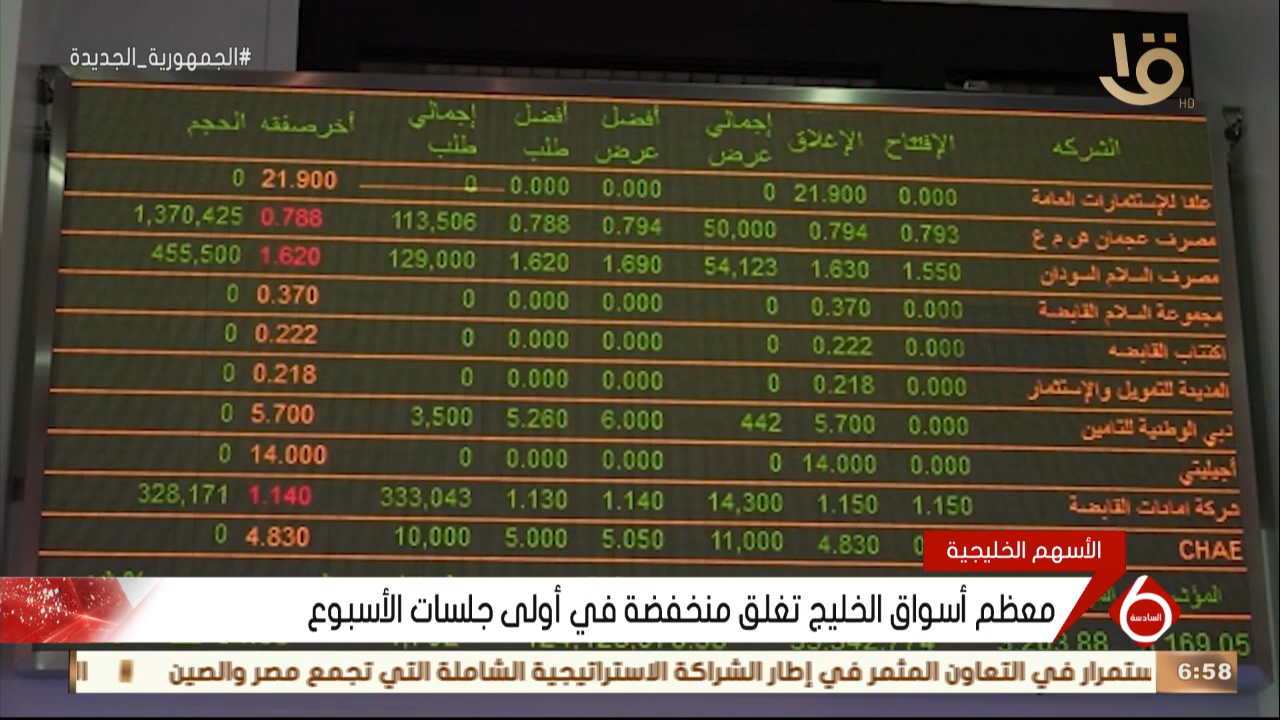 #الجمهورية_الجديدة
HD
الشركه الإفتتاح الإغلاق إجمالي عرض أفضل عرض أفضل طلب إجمالي طلب أخرصفقه الحجم
علفا للإستثمارات العامة 0.000 21.900 0 0.000 0.000 0 21.900 0
مصرف عجمان ش م ع 0.793 0.794 50,000 0.794 0.788 113,506 0.788 1,370,425
مصرف السلام السودان 1.550 1.630 54,123 1.690 1.620 129,000 1.620 455,500
مجموعة السلام القابضة 0.000 0.370 0 0.000 0.000 0 0.370 0
اكتتاب القابضه 0.000 0.222 0 0.000 0.000 0 0.222 0
المدينة للتمويل والإستثمار 0.000 0.218 0 0.000 0.000 0 0.218 0
دبي الوطنية للتامين 0.000 5.700 442 6.000 5.260 3,500 5.700 0
أجيليتي 0.000 14.000 0 0.000 0.000 0 14.000 0
شركة امانات القابضة 1.150 1.150 14,300 1.140 1.130 333,043 1.140 328,171
CHAE 4.830 11,000 5.050 5.000 10,000 4.830 0
الأسهم الخليجية
معظم أسواق الخليج تغلق منخفضة في أولى جلسات الأسبوع
السادسة
6:58 ستمرار في التعاون المثمر في إطار الشراكة الاستراتيجية الشاملة التي تجمع مصر والصين